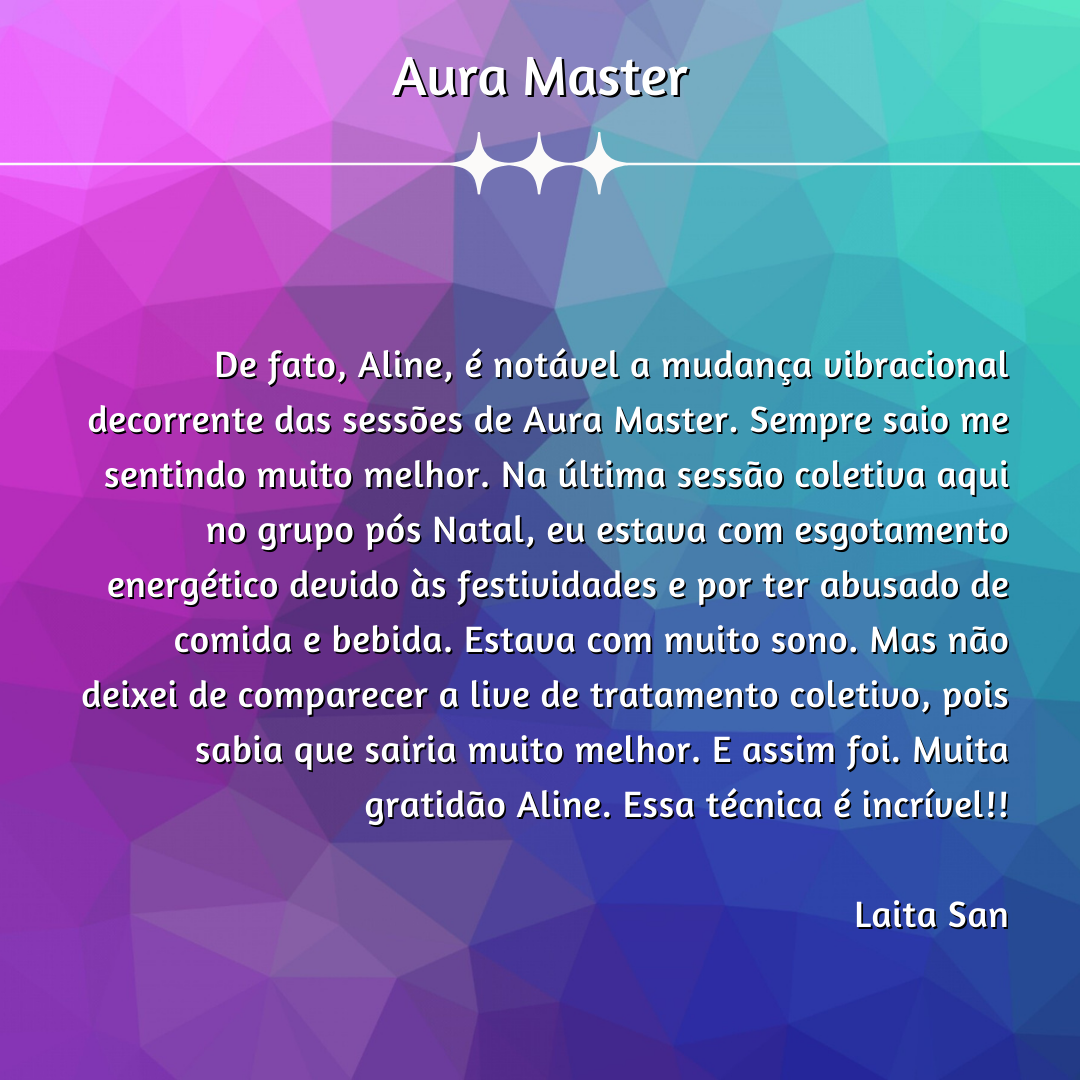 Aura Master
De fato, Aline, é notável a mudança vibracional
decorrente das sessões de Aura Master. Sempre saio me
sentindo muito melhor. Na última sessão coletiva aqui
no grupo pós Natal, eu estava com esgotamento
energético devido às festividades e por ter abusado de
comida e bebida. Estava com muito sono. Mas não
deixei de comparecer a live de tratamento coletivo, pois
sabia que sairia muito melhor. E assim foi. Muita
gratidão Aline. Essa técnica é incrível!!
Laita San